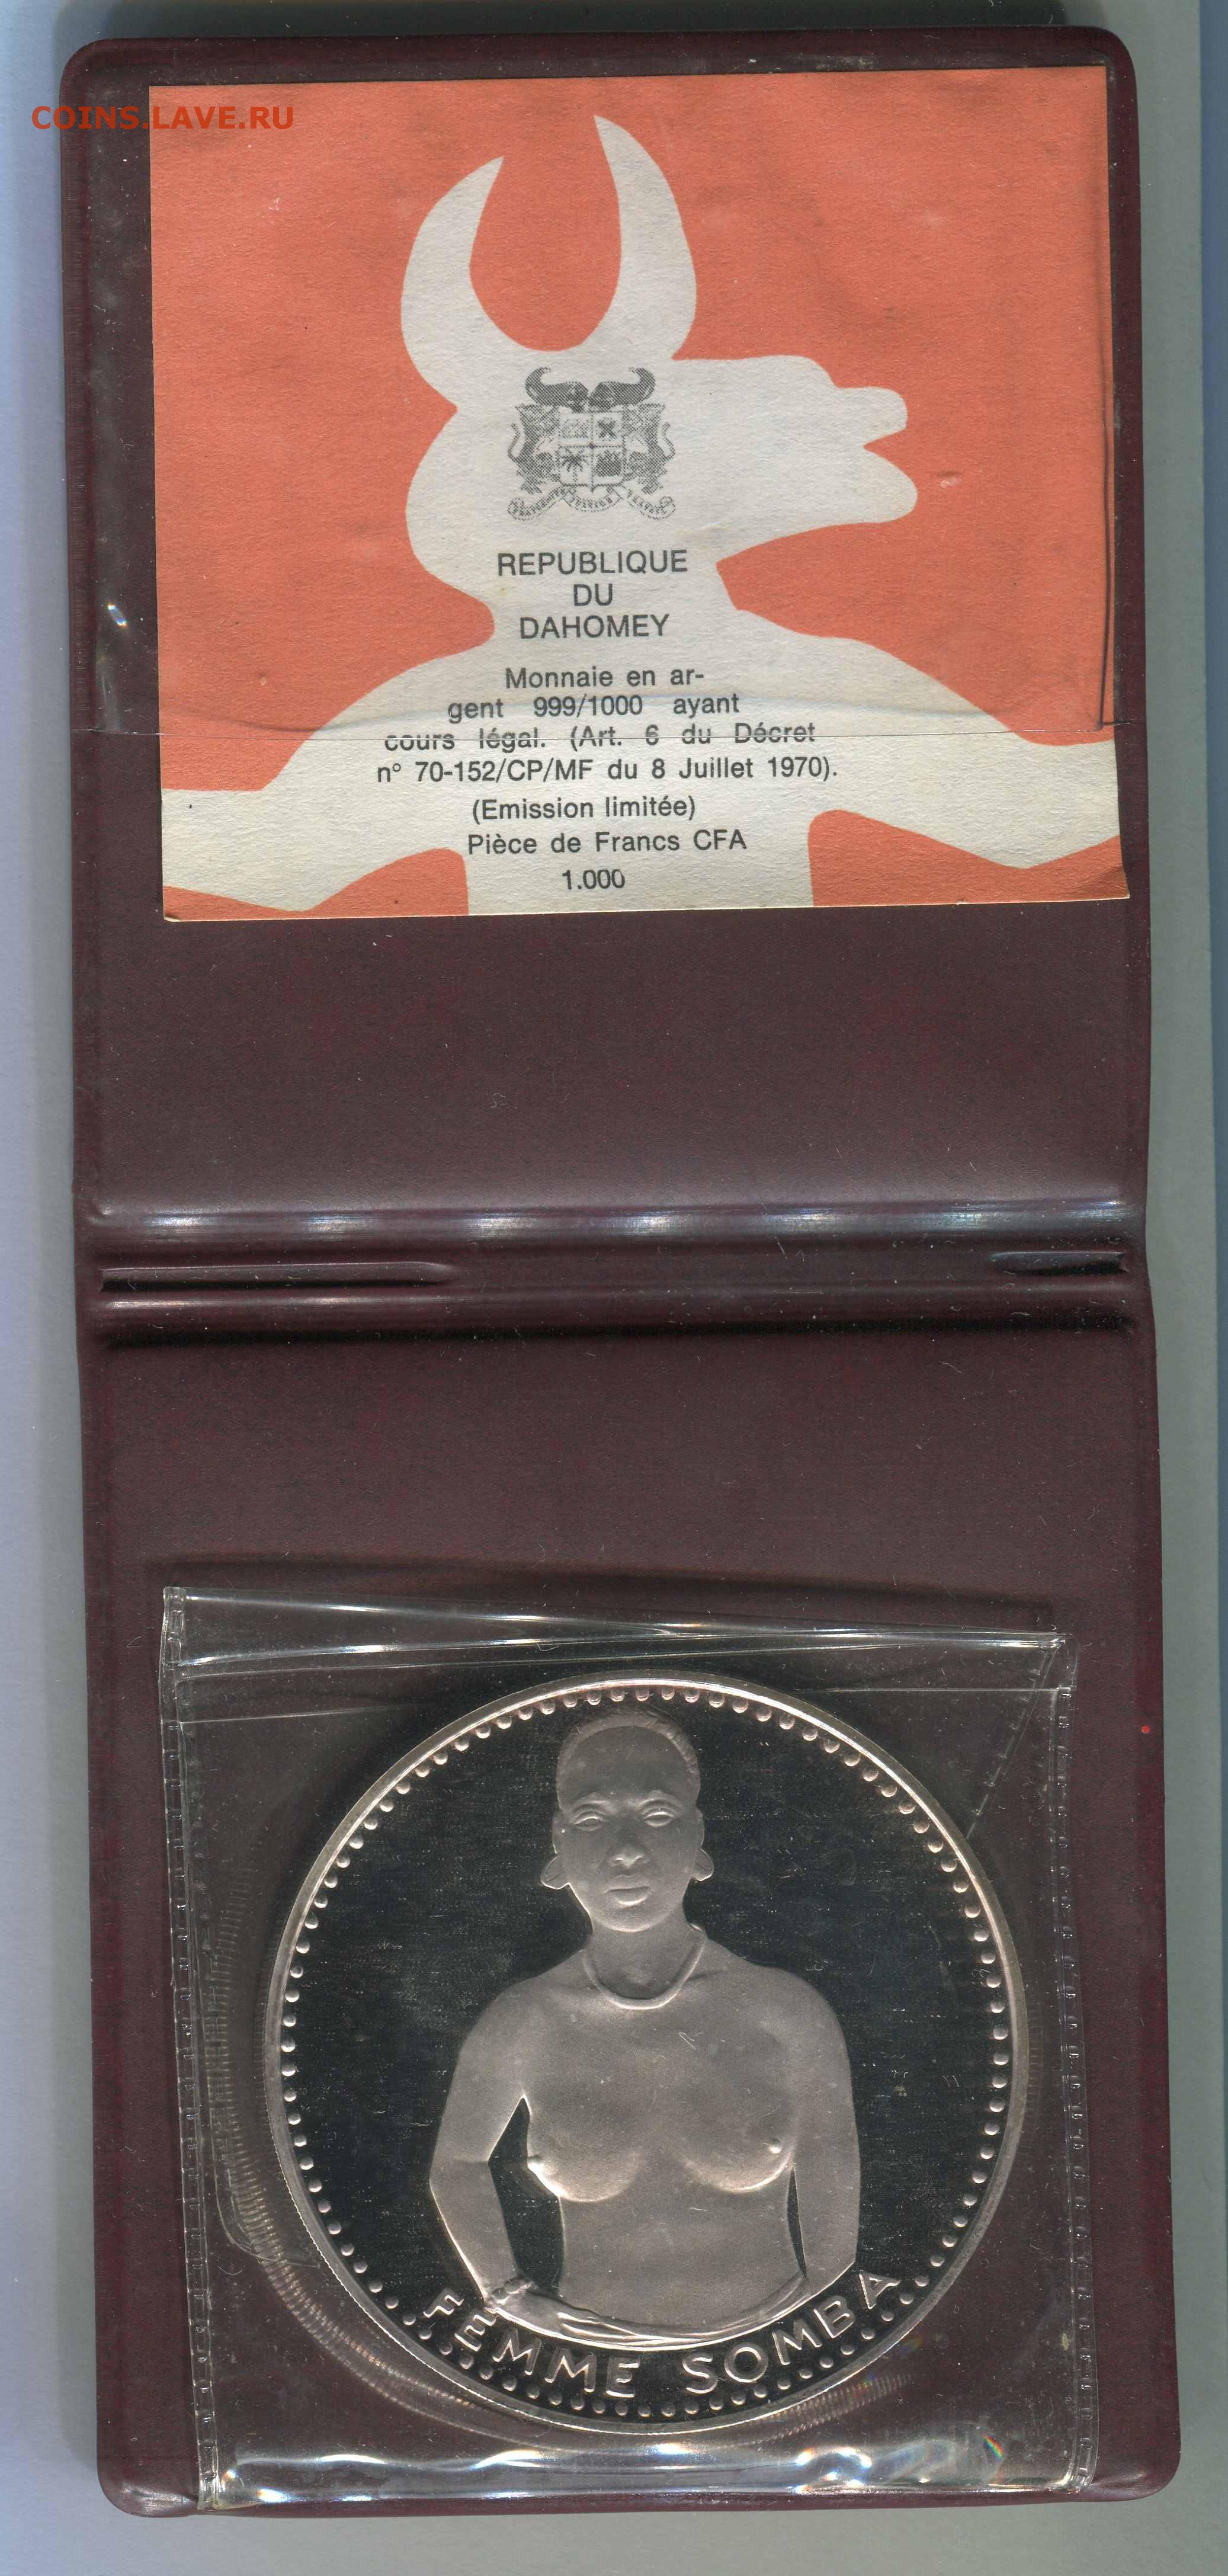 COINS.LAVE.RU
REPUBLIQUE
DU
DAHOMEY
Monnaie en ar-
gent 999/1000 ayant
cours légal. (Art. 6 du Décret
n° 70-152/CP/MF du 8 Juillet 1970).
(Emission limitée)
Pièce de Francs CFA
1.000
FEMME SOMBA